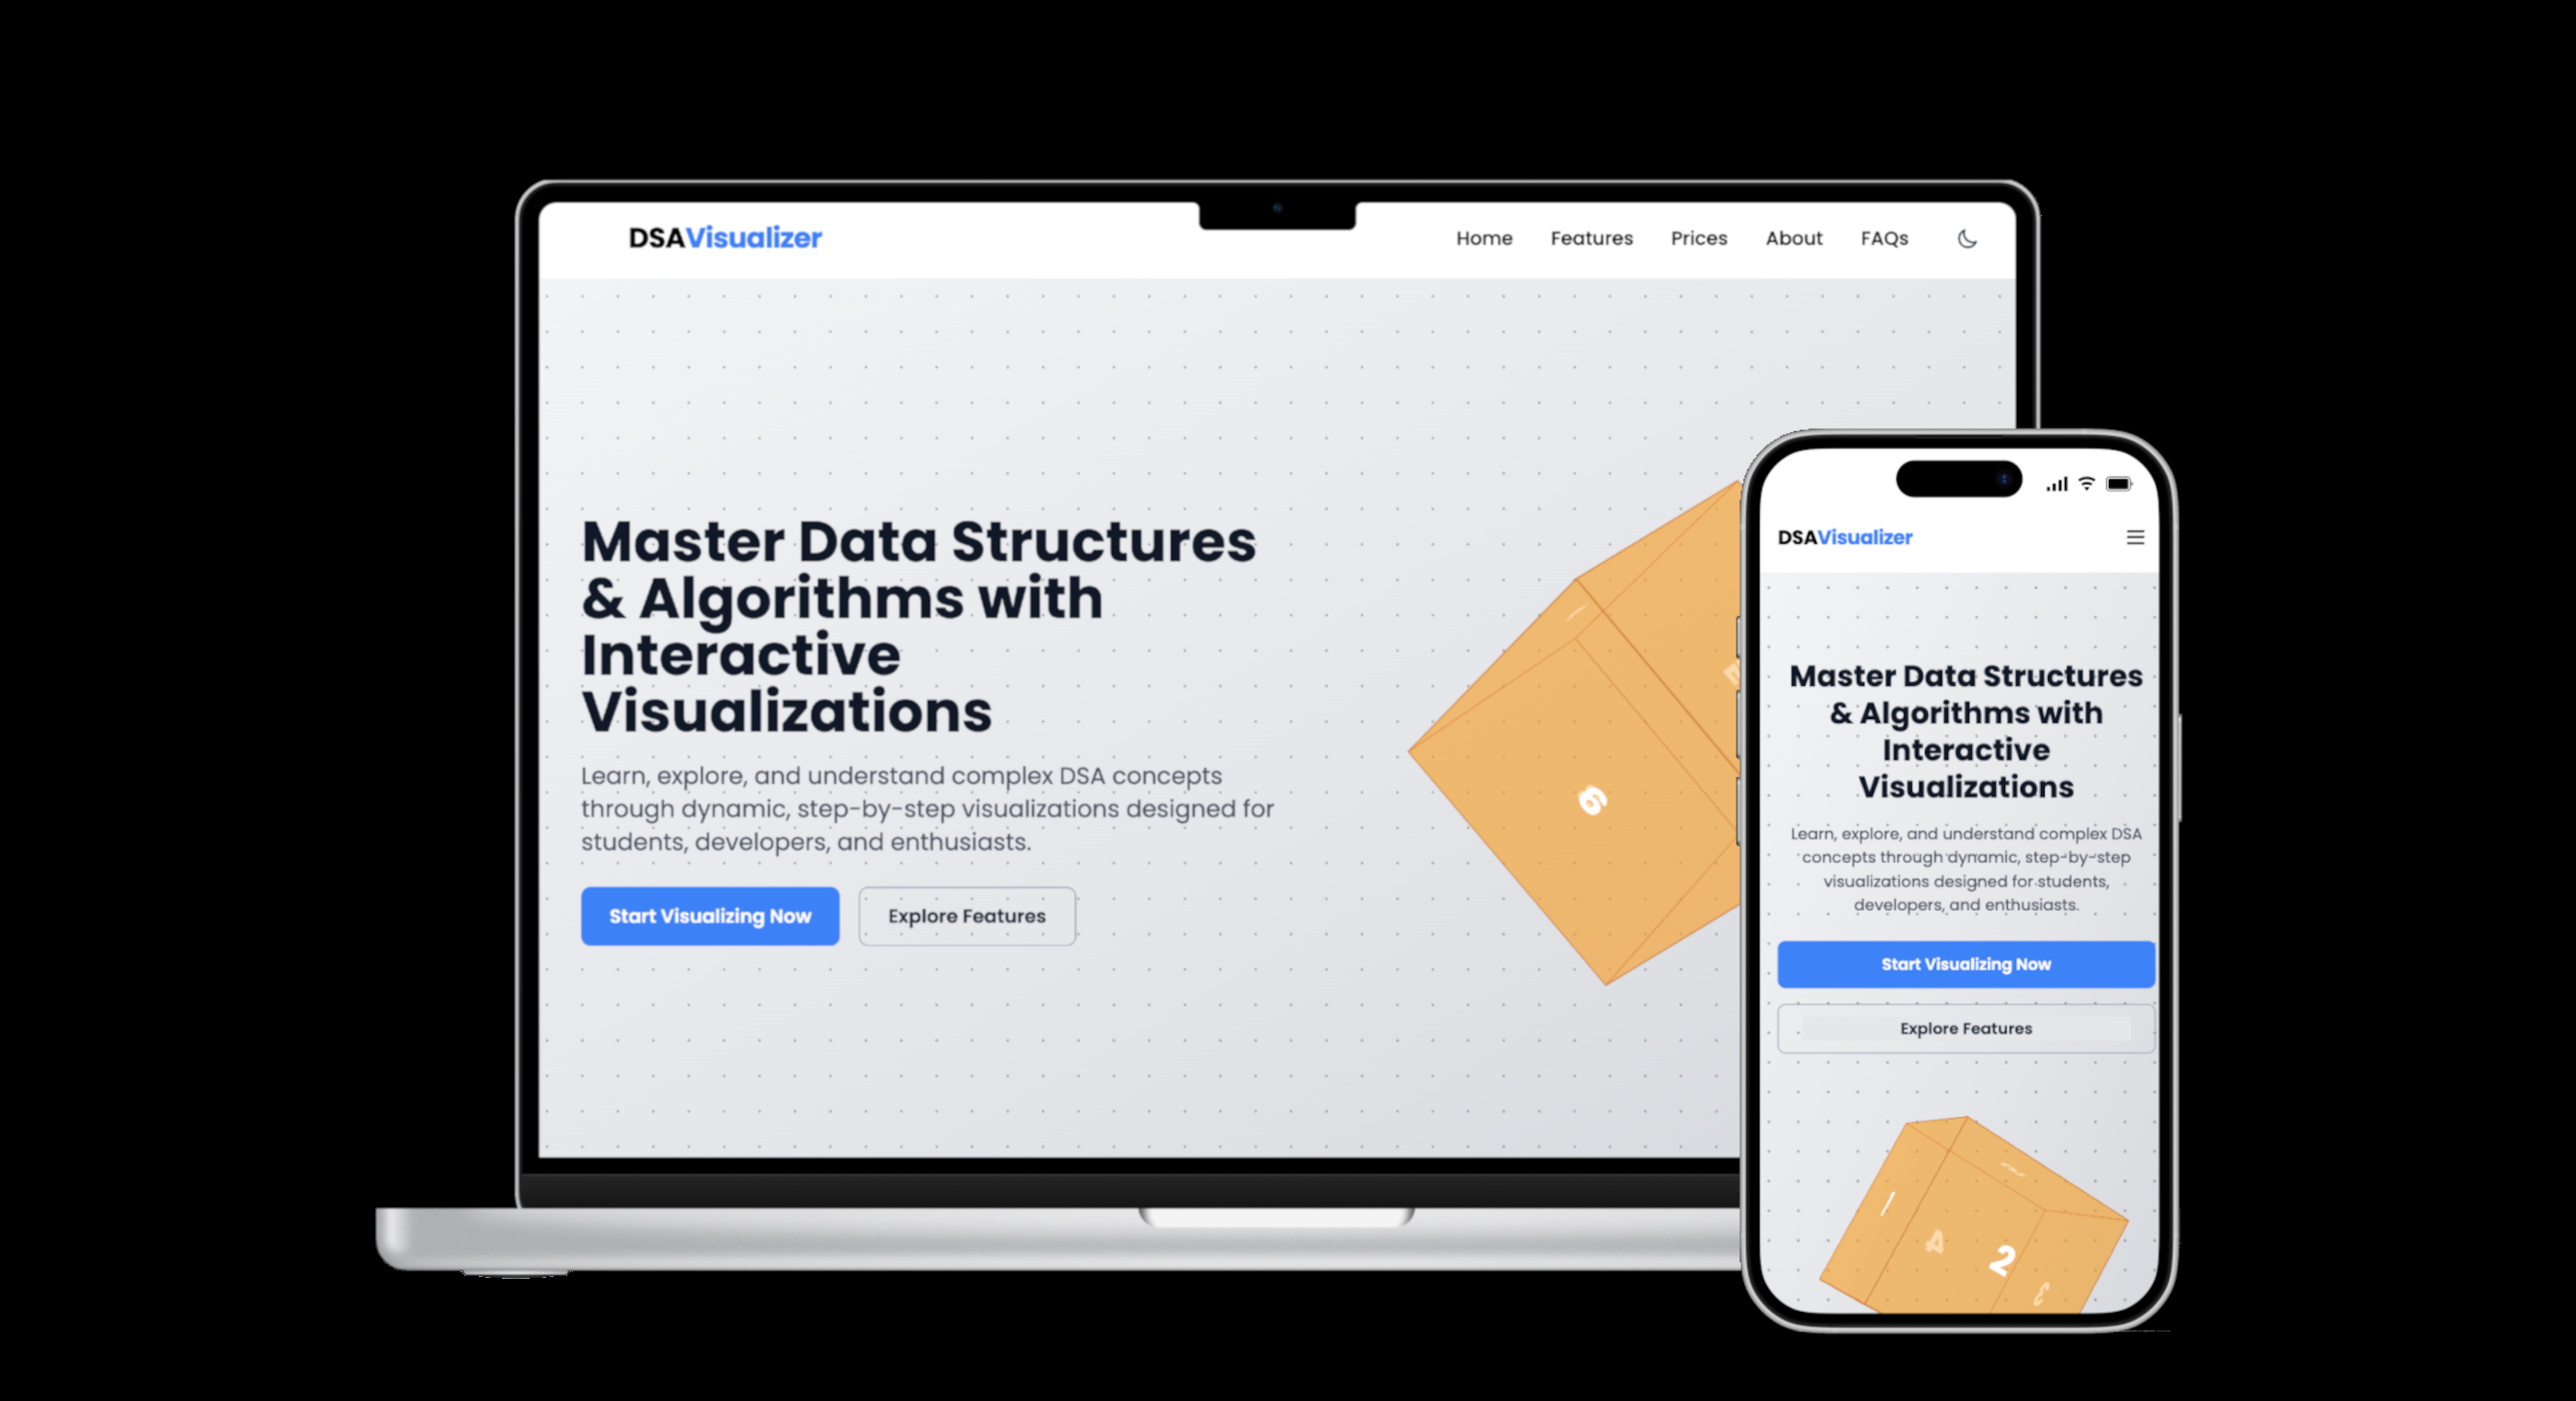 DSAVisualizer
Home Features Prices About FAQs
Master Data Structures
& Algorithms with
Interactive
Visualizations
Learn, explore, and understand complex DSA concepts
through dynamic, step-by-step visualizations designed for
students, developers, and enthusiasts.
Start Visualizing Now Explore Features
6
DSAVisualizer
Master Data Structures
& Algorithms with
Interactive
Visualizations
Learn, explore, and understand complex DSA
concepts through dynamic, step-by-step
visualizations designed for students,
developers, and enthusiasts.
Start Visualizing Now
Explore Features
1
4 2
3